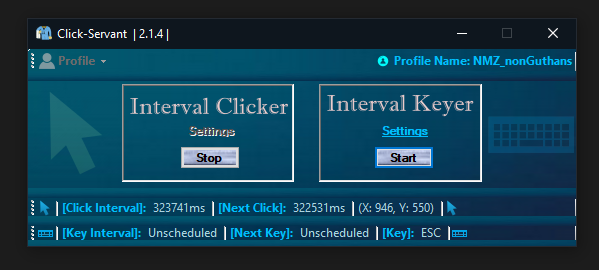 Click-Servant | 2.1.4 |
Profile
Profile Name: NMZ_nonGuthans
Interval Clicker
Settings
Stop
Interval Keyer
Settings
Start
[Click Interval]: 323741ms [Next Click]: 322531ms (X: 946, Y: 550)
[Key Interval]: Unscheduled [Next Key]: Unscheduled [Key]: ESC